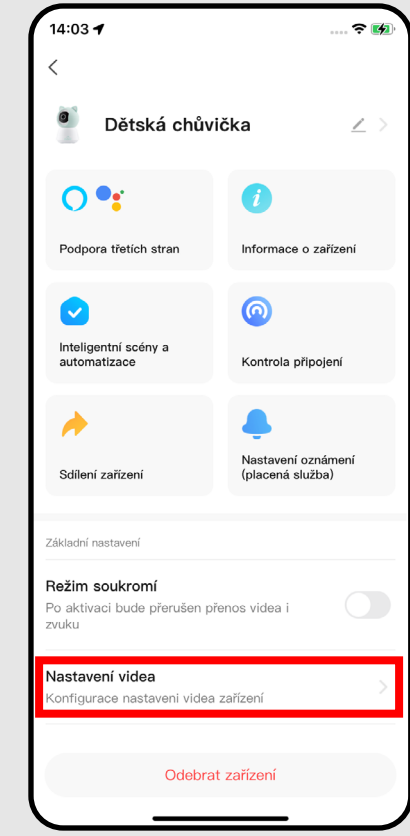 14:03
Dětská chůvička
Podpora třetích stran
Informace o zařízení
Inteligentní scény a
automatizace
Kontrola připojení
Sdílení zařízení
Nastavení oznámení
(placená služba)
Základní nastavení
Režim soukromí
Po aktivaci bude přerušen přenos videa i
zvuku
Nastavení videa
Konfigurace nastaveni videa zařízení
Odebrat zařízení